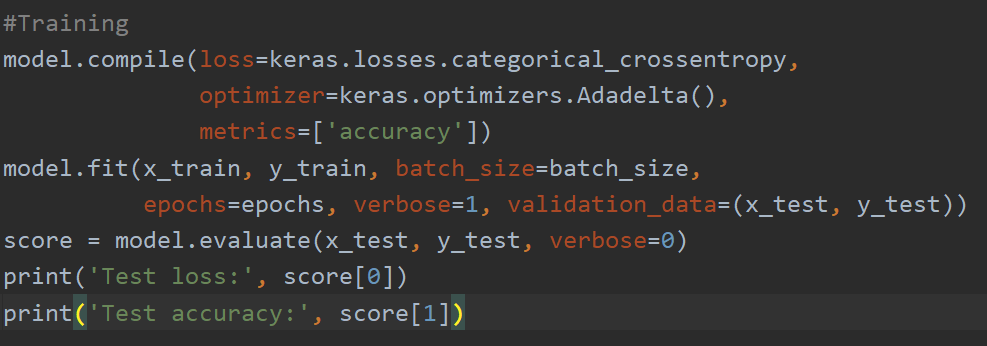 #Training
model.compile(loss=keras.losses.categorical_crossentropy,
              optimizer=keras.optimizers.Adadelta(),
              metrics=['accuracy'])
model.fit(x_train, y_train, batch_size=batch_size,
          epochs=epochs, verbose=1, validation_data=(x_test, y_test))
score = model.evaluate(x_test, y_test, verbose=0)
print('Test loss:', score[0])
print('Test accuracy:', score[1])